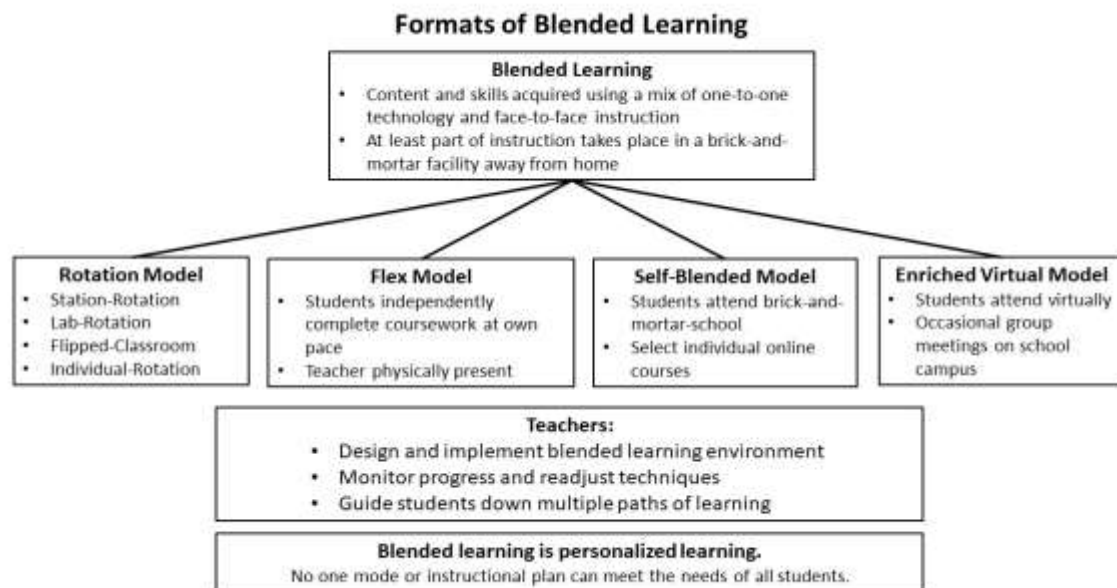 Formats of Blended Learning
Blended Learning
• Content and skills acquired using a mix of one-to-one
technology and face-to-face instruction
• At least part of instruction takes place in a brick-and-
mortar facility away from home
Rotation Model
• Station-Rotation
• Lab-Rotation
• Flipped-Classroom
• Individual-Rotation
Flex Model
• Students independently
complete coursework at own
pace
• Teacher physically present
Self-Blended Model
• Students attend brick-and-
mortar-school
• Select individual online
courses
Enriched Virtual Model
• Students attend virtually
• Occasional group
meetings on school
campus
Teachers:
• Design and implement blended learning environment
• Monitor progress and readjust techniques
• Guide students down multiple paths of learning
Blended learning is personalized learning.
No one mode or instructional plan can meet the needs of all students.